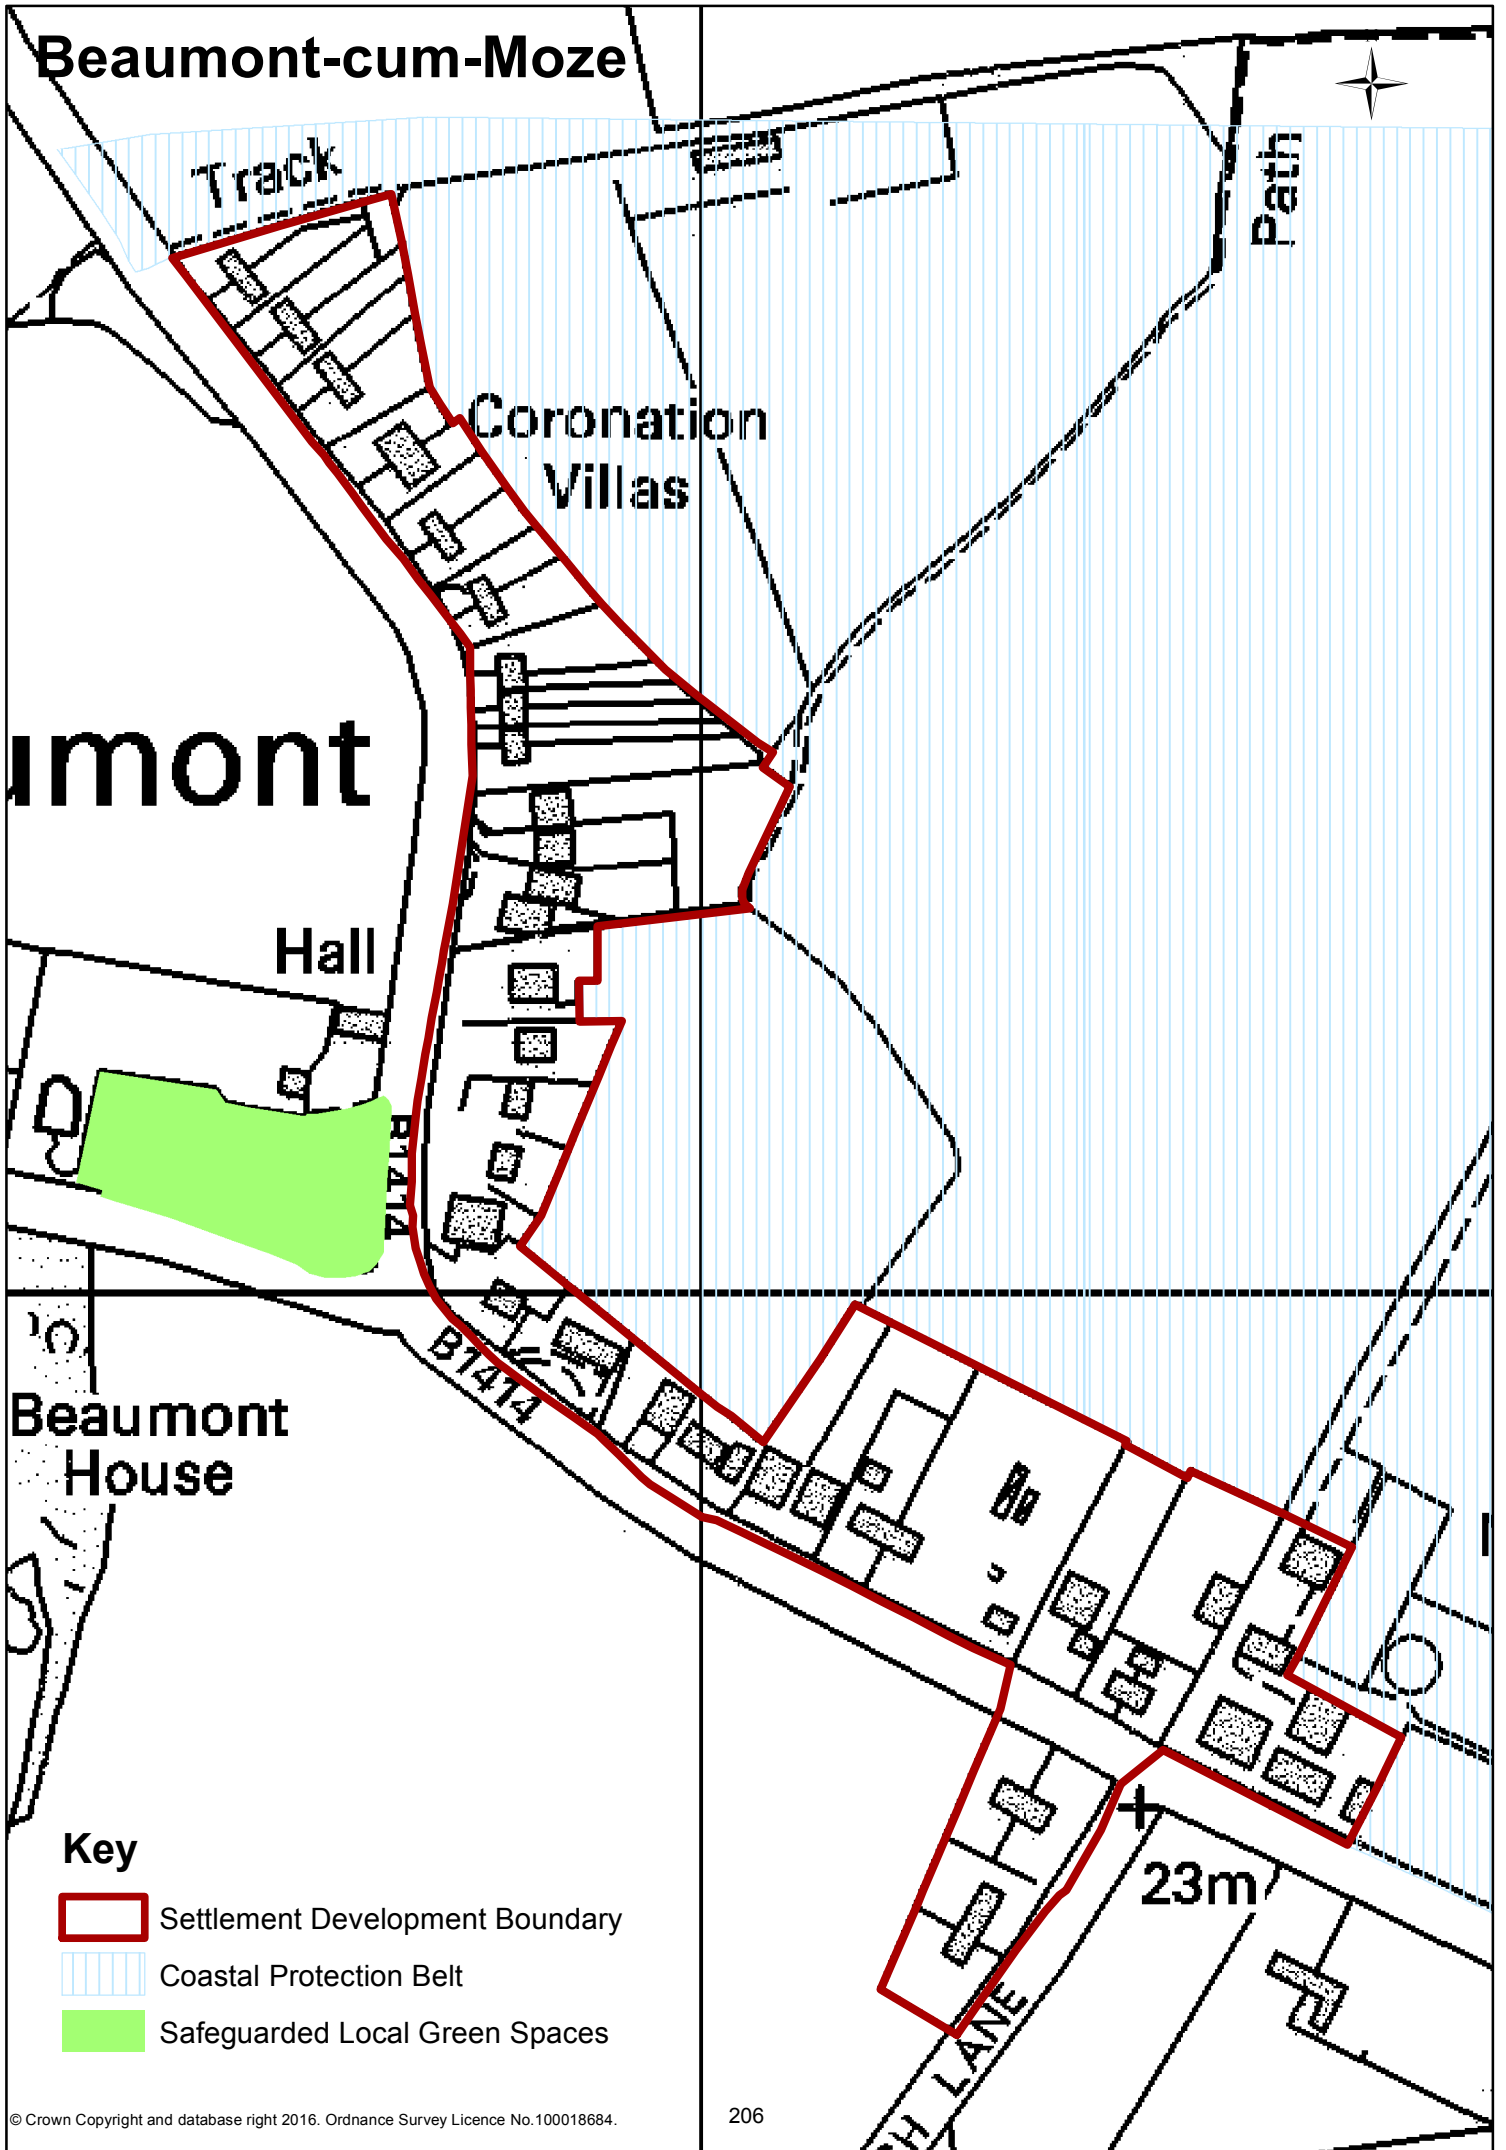 Beaumont-cum-Moze
Track
Path
Coronation
Villas
umont
Hall
B1414
B1414
Beaumont
House
23m
LANE
Key
Settlement Development Boundary
Coastal Protection Belt
Safeguarded Local Green Spaces
© Crown Copyright and database right 2016. Ordnance Survey Licence No.100018684.
206